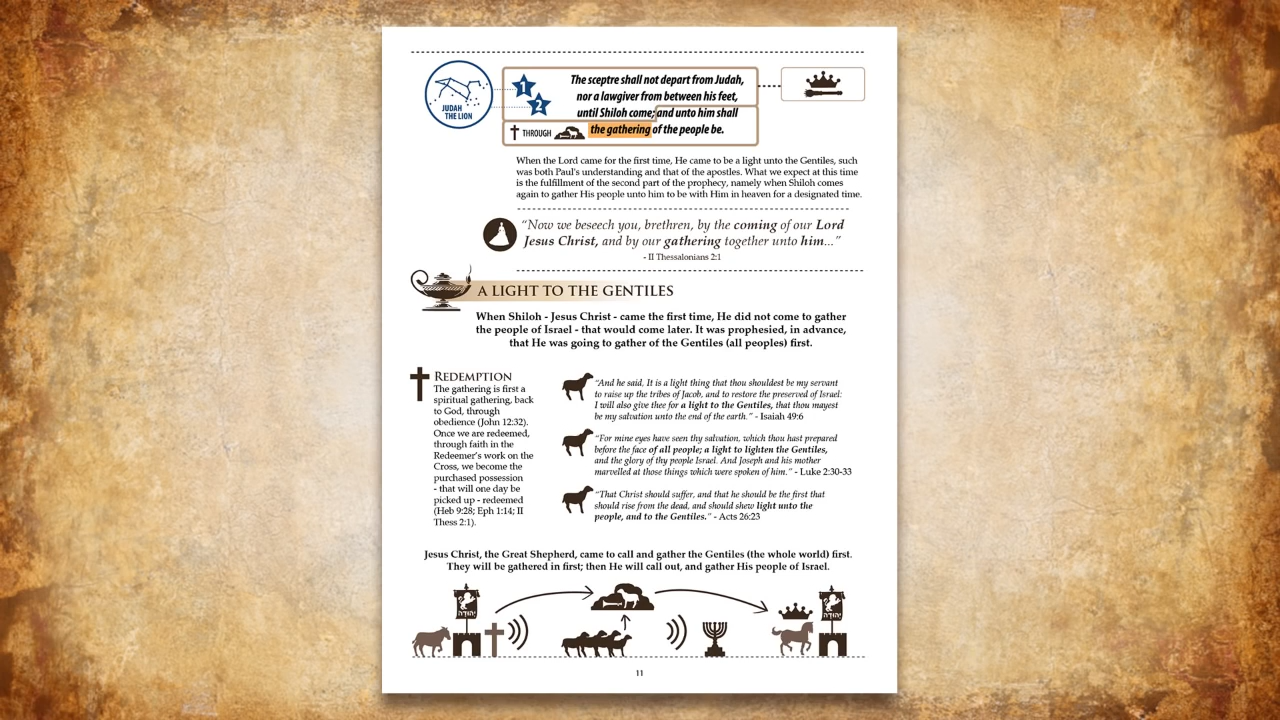 JUDAH
THE LION
1
2
The sceptre shall not depart from Judah,
nor a lawgiver from between his feet,
until Shiloh come; and unto him shall
THROUGH the gathering of the people be.
When the Lord came for the first time, He came to be a light unto the Gentiles, such
was both Paul's understanding and that of the apostles. What we expect at this time
is the fulfillment of the second part of the prophecy, namely when Shiloh comes
again to gather His people unto him to be with Him in heaven for a designated time.
“Now we beseech you, brethren, by the coming of our Lord
Jesus Christ, and by our gathering together unto him...”
- II Thessalonians 2:1
A LIGHT TO THE GENTILES
When Shiloh - Jesus Christ - came the first time, He did not come to gather
the people of Israel - that would come later. It was prophesied, in advance,
that He was going to gather of the Gentiles (all peoples) first.
REDEMPTION
The gathering is first a
spiritual gathering, back
to God, through
obedience (John 12:32).
Once we are redeemed,
through faith in the
Redeemer's work on the
Cross, we become the
purchased possession
- that will one day be
picked up - redeemed
(Heb 9:28; Eph 1:14; II
Thess 2:1).
“And he said, It is a light thing that thou shouldest be my servant
to raise up the tribes of Jacob, and to restore the preserved of Israel:
I will also give thee for a light to the Gentiles, that thou mayest
be my salvation unto the end of the earth.” - Isaiah 49:6
“For mine eyes have seen thy salvation, which thou hast prepared
before the face of all people; a light to lighten the Gentiles,
and the glory of thy people Israel. And Joseph and his mother
marvelled at those things which were spoken of him.” - Luke 2:30-33
“That Christ should suffer, and that he should be the first that
should rise from the dead, and should shew light unto the
people, and to the Gentiles.” - Acts 26:23
Jesus Christ, the Great Shepherd, came to call and gather the Gentiles (the whole world) first.
They will be gathered in first; then He will call out, and gather His people of Israel.
יהודה
יהודה
11